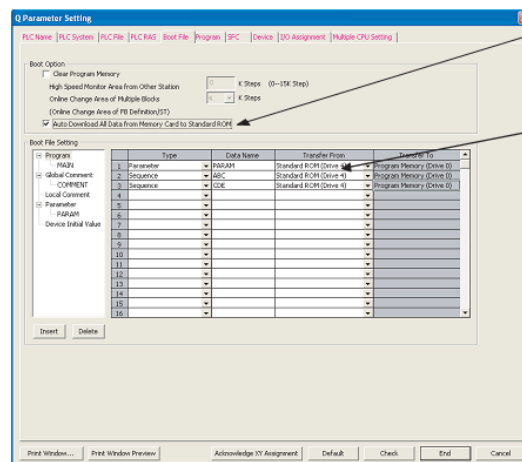 Q Parameter Setting
PLC Name PLC System PLC File PLC RAS Boot File Program SFC Device I/O Assignment Multiple CPU Setting
Boot Option
Clear Program Memory
High Speed Monitor Area from Other Station 0 K Steps (0--15K Step)
Online Change Area of Multiple Blocks K Steps
(Online Change Area of FB Definition/ST)
Auto Download All Data from Memory Card to Standard ROM
Boot File Setting
Program
MAIN
Global Comment
COMMENT
Local Comment
Parameter
PARAM
Device Initial Value
Type Data Name Transfer From Transfer To
1 Parameter PARAM Standard ROM (Drive 4) Program Memory (Drive 0)
2 Sequence ABC Standard ROM (Drive 4) Program Memory (Drive 0)
3 Sequence CDE Standard ROM (Drive 4) Program Memory (Drive 0)
4
5
6
7
8
9
10
11
12
13
14
15
16
Insert Delete
Print Window... Print Window Preview Acknowledge XY Assignment Default Check End Cancel